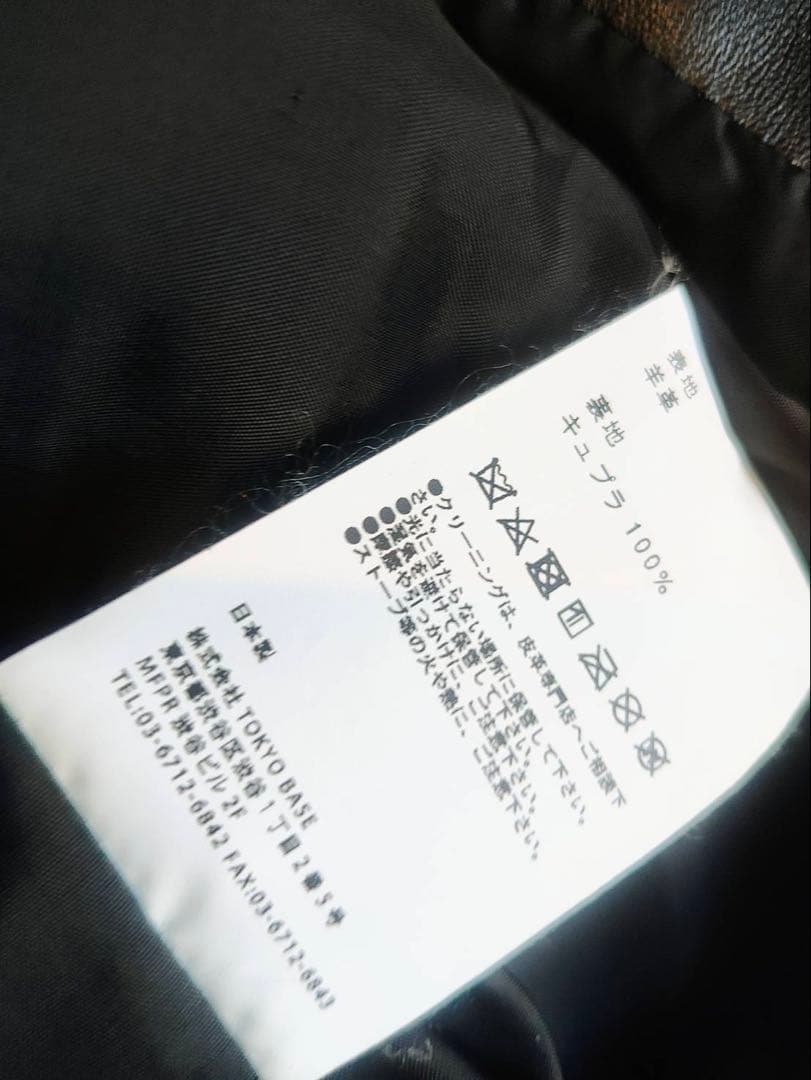 表地
羊革
裏地
キュプラ 100%
●クリーニングは、皮革専門店へご相談下
さい。
●光に当たらない場所に保管して下さい。
●湿気を避けて保管して下さい。
●摩擦や引っかけに、ご注意下さい。
●ストーブ等の火や熱に、ご注意下さい。
日本製
株式会社 TOKYO BASE
東京都渋谷区渋谷1丁目2番5号
MFPR 渋谷ビル 2F
TEL:03-6712-6842 FAX:03-6712-6843